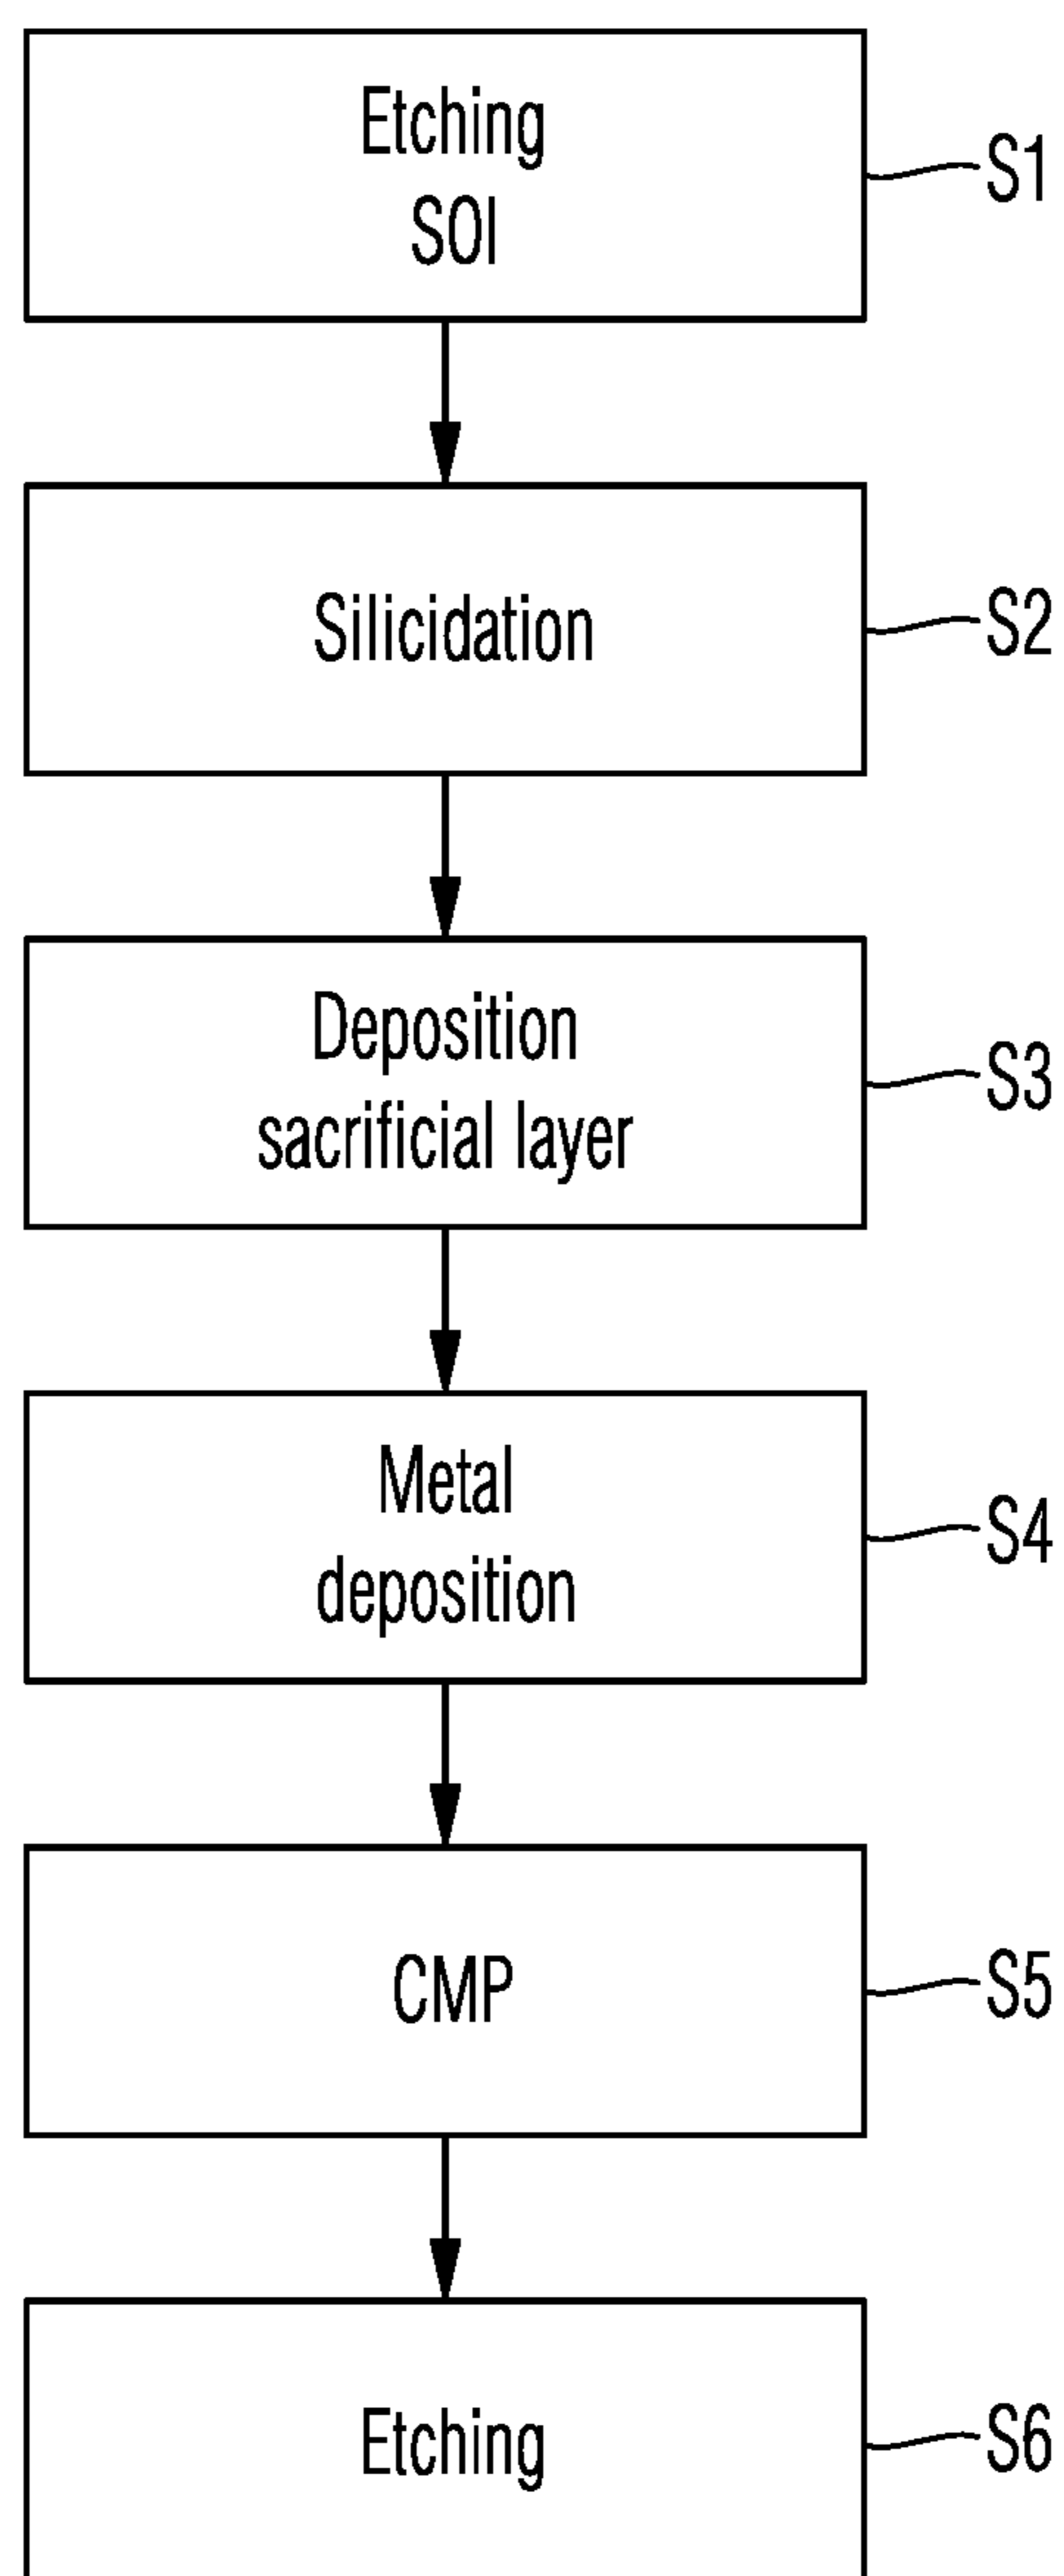 Etching
SOI
S1
Silicidation
S2
Deposition
sacrificial layer
S3
Metal
deposition
S4
CMP
S5
Etching
S6